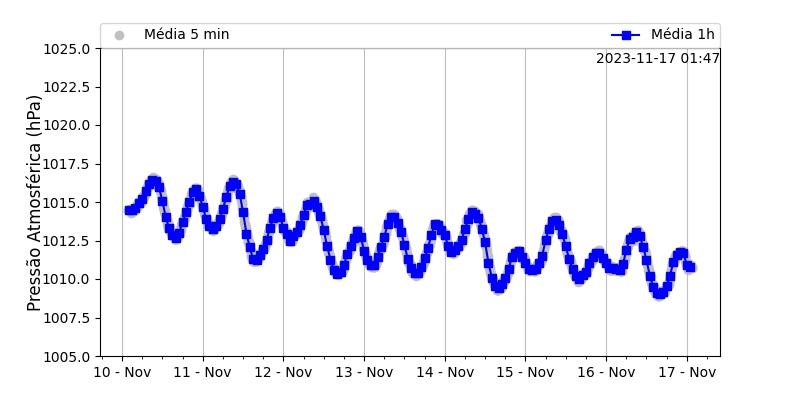 Média 5 min
Média 1h
2023-11-17 01:47
Pressão Atmosférica (hPa)
1025.0
1022.5
1020.0
1017.5
1015.0
1012.5
1010.0
1007.5
1005.0
10 - Nov
11 - Nov
12 - Nov
13 - Nov
14 - Nov
15 - Nov
16 - Nov
17 - Nov